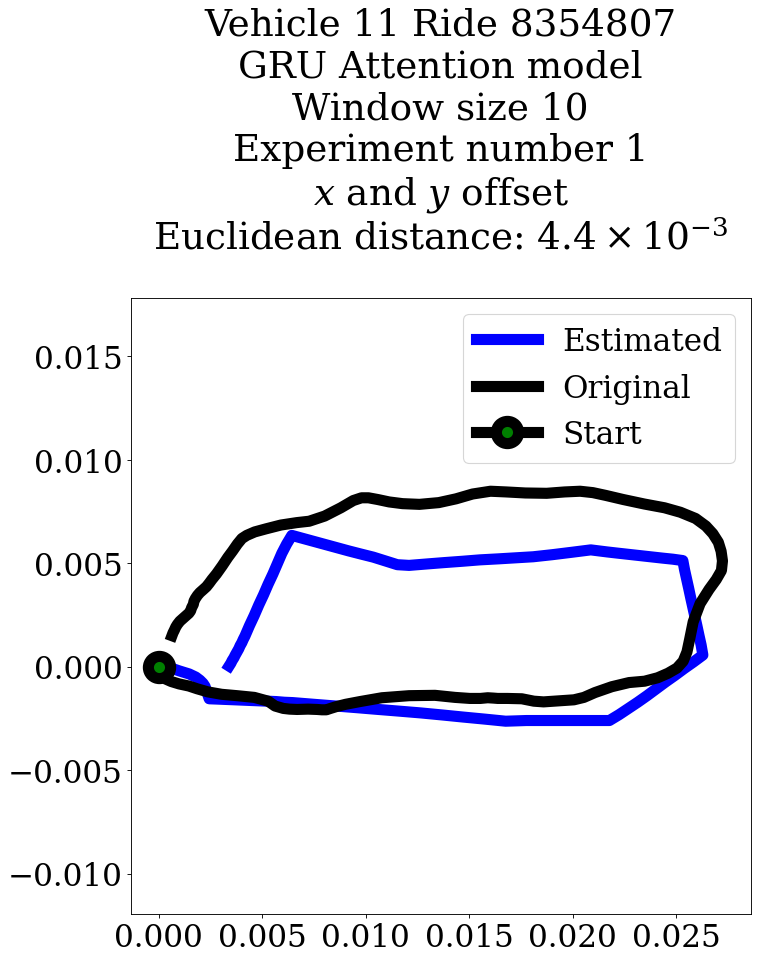 Vehicle 11 Ride 8354807
GRU Attention model
Window size 10
Experiment number 1
x and y offset
Euclidean distance: 4.4 × 10⁻³
Estimated
Original
Start
0.015
0.010
0.005
0.000
−0.005
−0.010
0.000 0.005 0.010 0.015 0.020 0.025